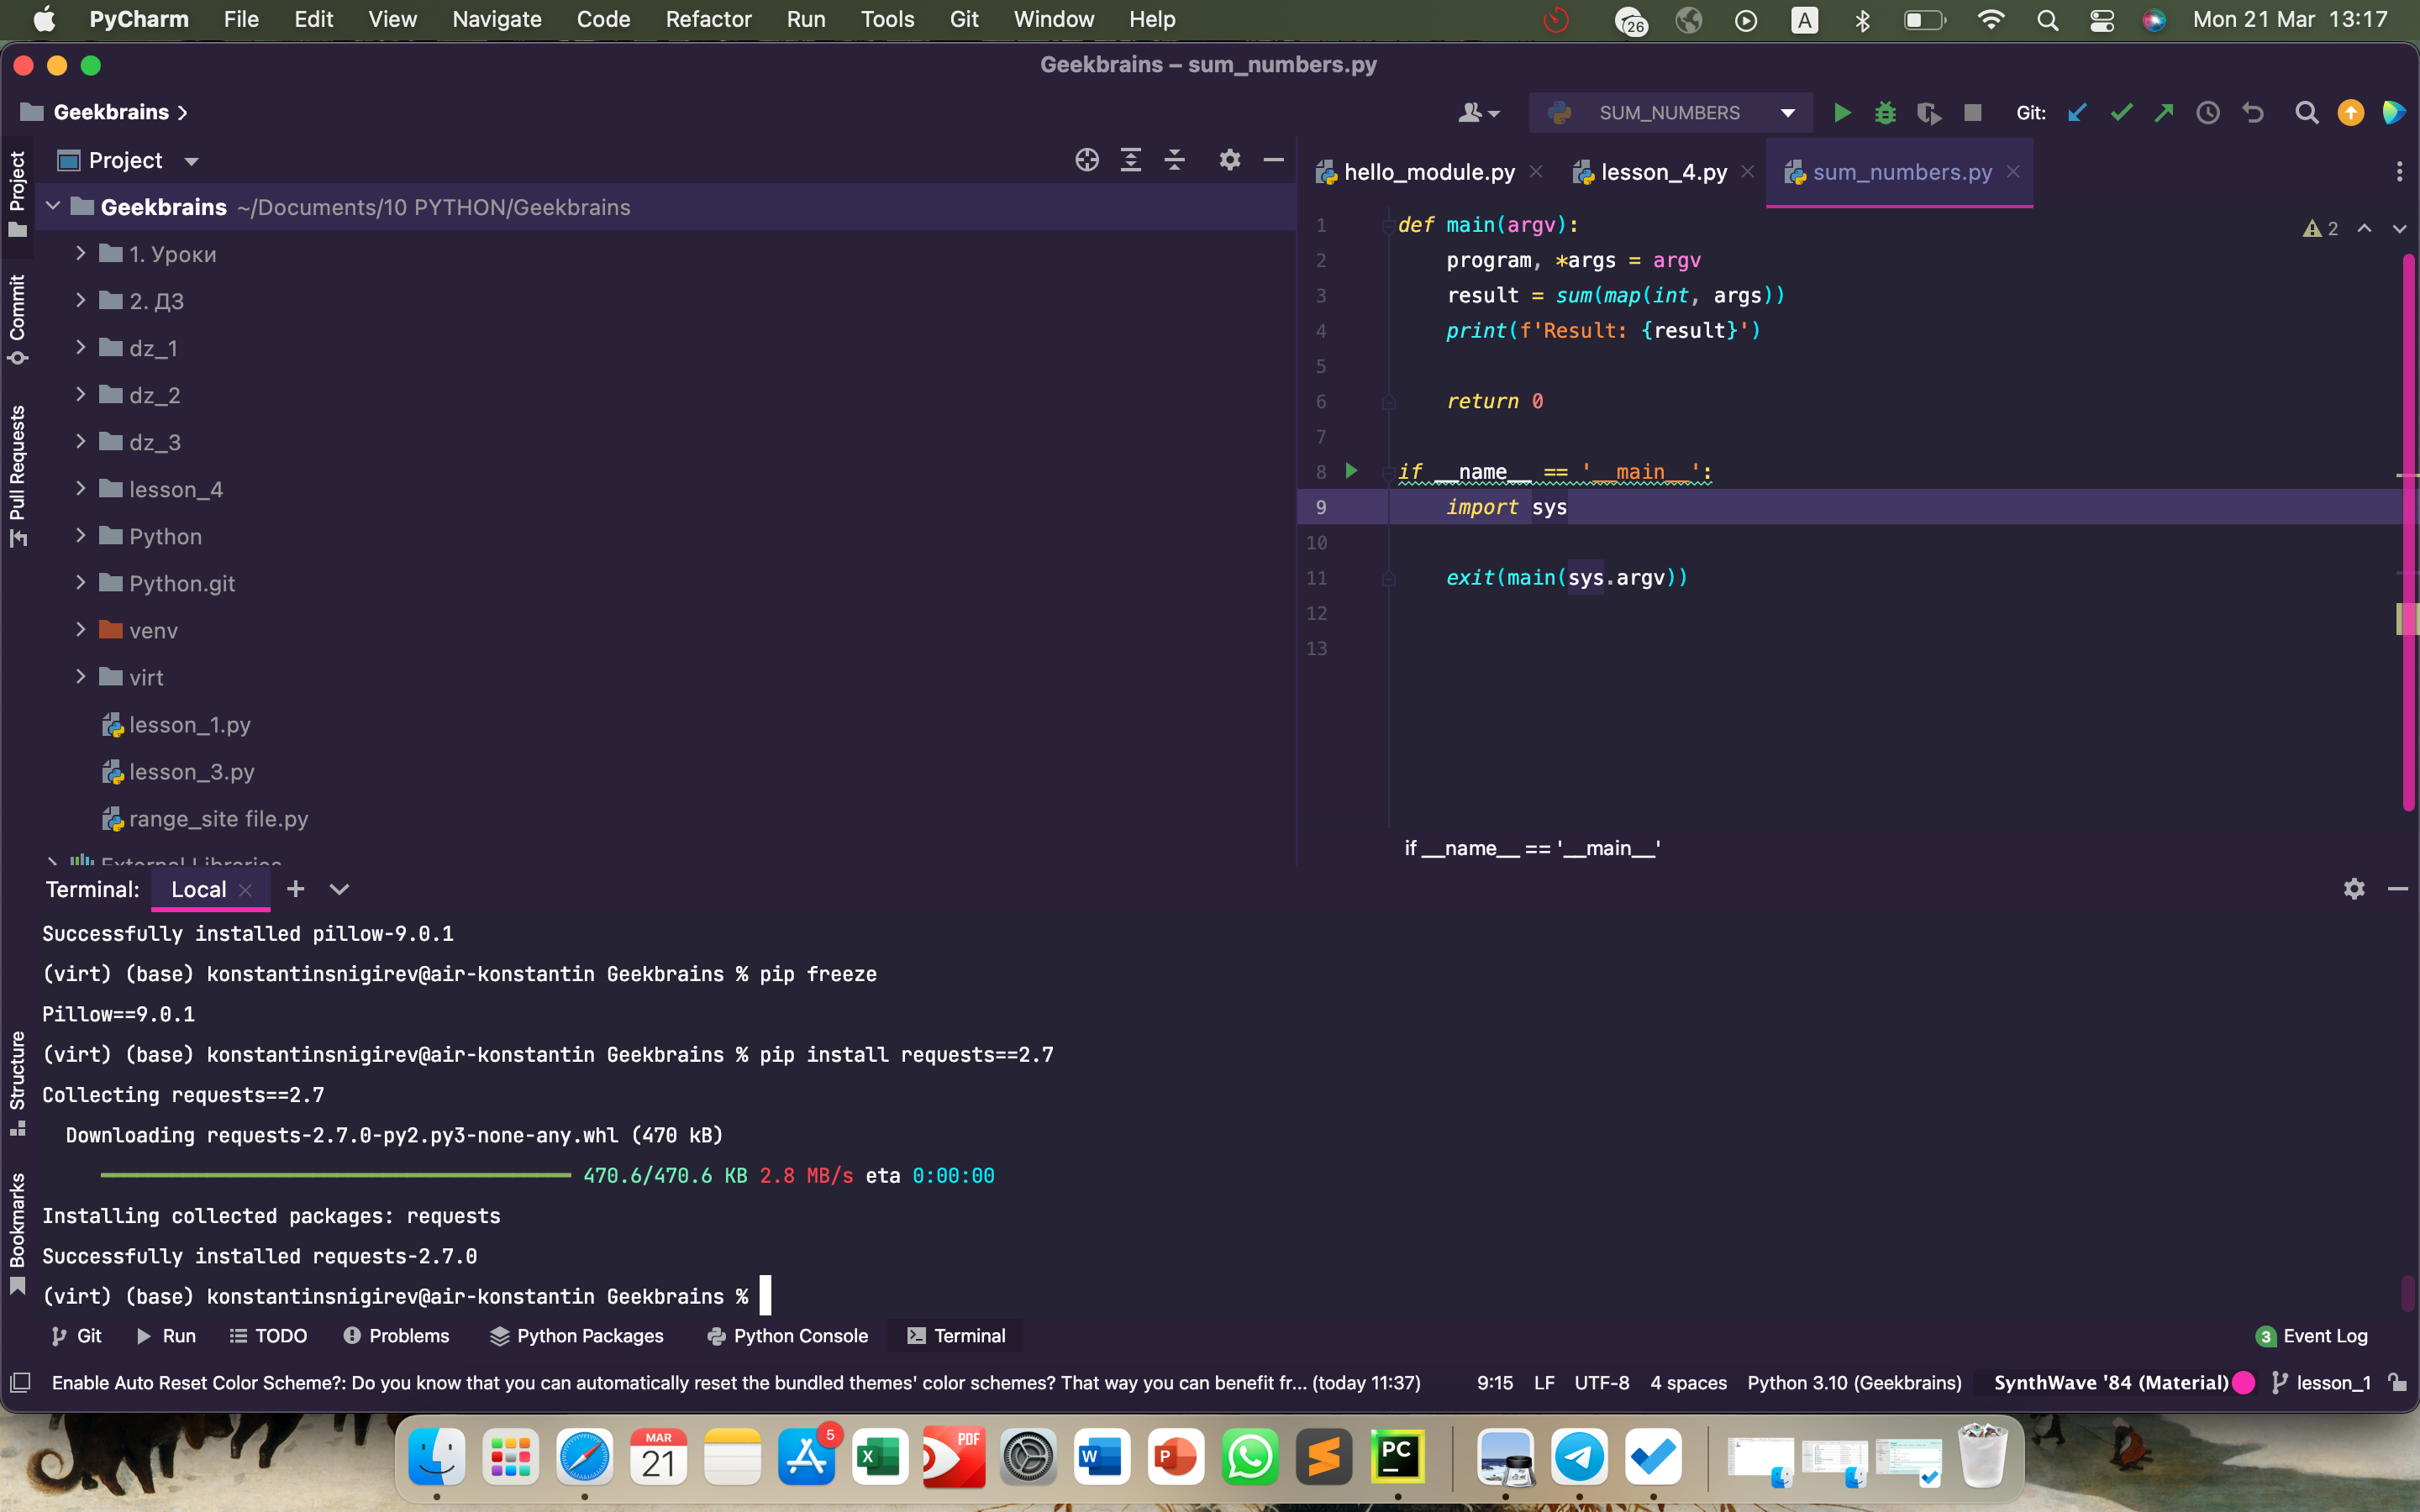 PyCharm File Edit View Navigate Code Refactor Run Tools Git Window Help 26 A Mon 21 Mar 13:17
Geekbrains – sum_numbers.py
Geekbrains
SUM_NUMBERS
Git:
Project
Commit
Pull Requests
Structure
Bookmarks
Project
Geekbrains ~/Documents/10 PYTHON/Geekbrains
1. Уроки
2. ДЗ
dz_1
dz_2
dz_3
lesson_4
Python
Python.git
venv
virt
lesson_1.py
lesson_3.py
range_site file.py
External Libraries
hello_module.py lesson_4.py sum_numbers.py
2
1 def main(argv):
2 program, *args = argv
3 result = sum(map(int, args))
4 print(f'Result: {result}')
5
6 return 0
7
8 if __name__ == '__main__':
9 import sys
10
11 exit(main(sys.argv))
12
13
if __name__ == '__main__'
Terminal: Local
Successfully installed pillow-9.0.1
(virt) (base) konstantinsnigirev@air-konstantin Geekbrains % pip freeze
Pillow==9.0.1
(virt) (base) konstantinsnigirev@air-konstantin Geekbrains % pip install requests==2.7
Collecting requests==2.7
Downloading requests-2.7.0-py2.py3-none-any.whl (470 kB)
470.6/470.6 KB 2.8 MB/s eta 0:00:00
Installing collected packages: requests
Successfully installed requests-2.7.0
(virt) (base) konstantinsnigirev@air-konstantin Geekbrains %
Git Run TODO Problems Python Packages Python Console Terminal 3 Event Log
Enable Auto Reset Color Scheme?: Do you know that you can automatically reset the bundled themes' color schemes? That way you can benefit fr... (today 11:37) 9:15 LF UTF-8 4 spaces Python 3.10 (Geekbrains) SynthWave '84 (Material) lesson_1
MAR
21
5
X
PDF
W
P
PC